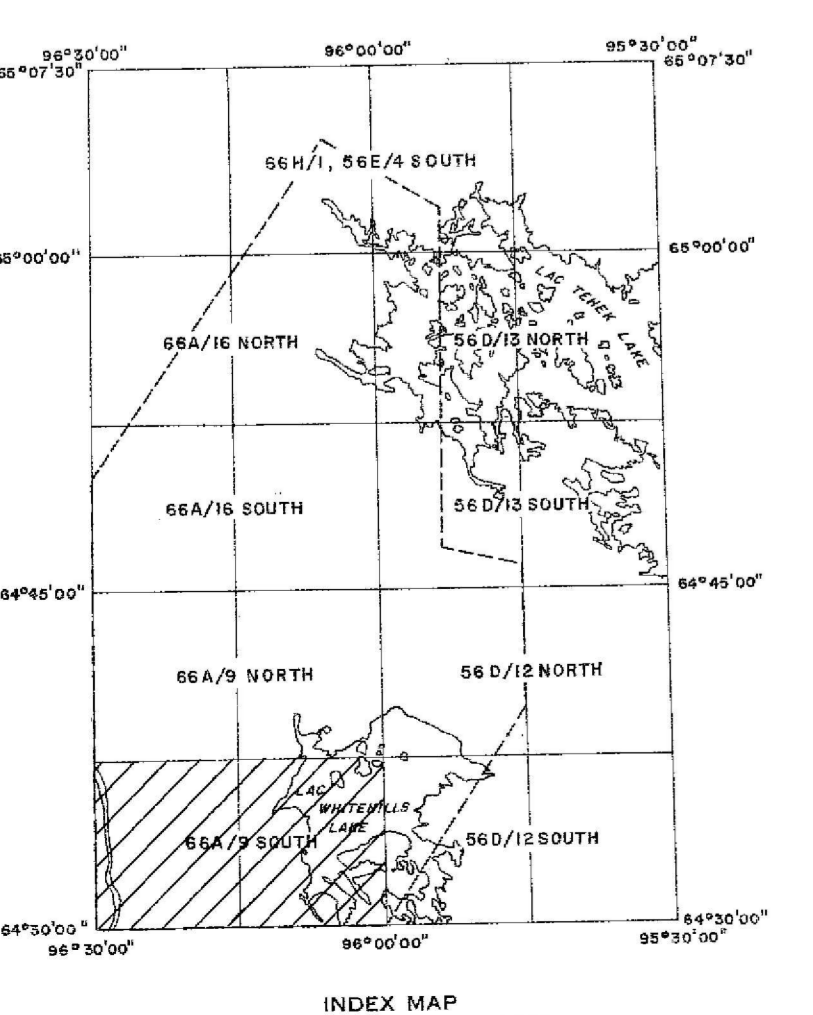 96°30'00" 96°00'00" 95°30'00"
65°07'30" 65°07'30"
66H/1, 56E/4 SOUTH
65°00'00" 65°00'00"
LAC TEHEK LAKE
66A/16 NORTH 56D/13 NORTH
66A/16 SOUTH 56D/13 SOUTH
64°45'00" 64°45'00"
66A/9 NORTH 56D/12 NORTH
LAC
WHITEHILLS
LAKE
66A/9 SOUTH 56D/12 SOUTH
64°30'00" 64°30'00"
96°30'00" 96°00'00" 95°30'00"
INDEX MAP